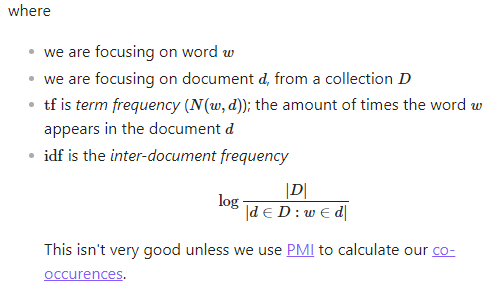 where
• we are focusing on word w
• we are focusing on document d, from a collection D
• tf is term frequency (N(w, d)); the amount of times the word w
appears in the document d
• idf is the inter-document frequency
log |D| / |d ∈ D : w ∈ d|
This isn't very good unless we use PMI to calculate our co-
occurences.